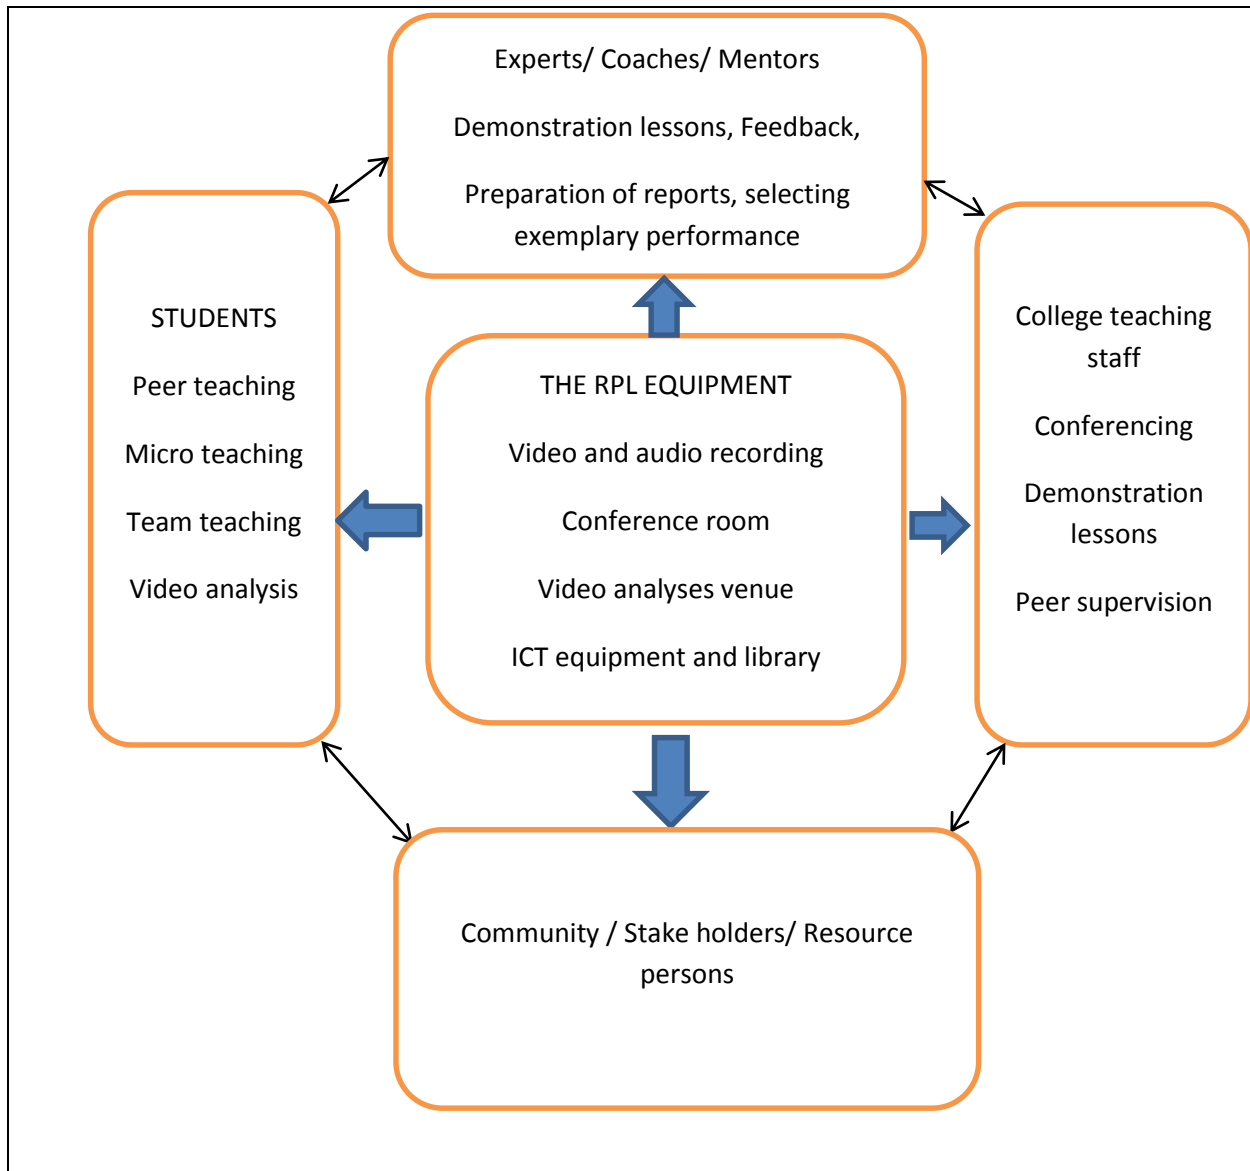 Experts/ Coaches/ Mentors
Demonstration lessons, Feedback,
Preparation of reports, selecting
exemplary performance
STUDENTS
Peer teaching
Micro teaching
Team teaching
Video analysis
THE RPL EQUIPMENT
Video and audio recording
Conference room
Video analyses venue
ICT equipment and library
College teaching
staff
Conferencing
Demonstration
lessons
Peer supervision
Community / Stake holders/ Resource
persons